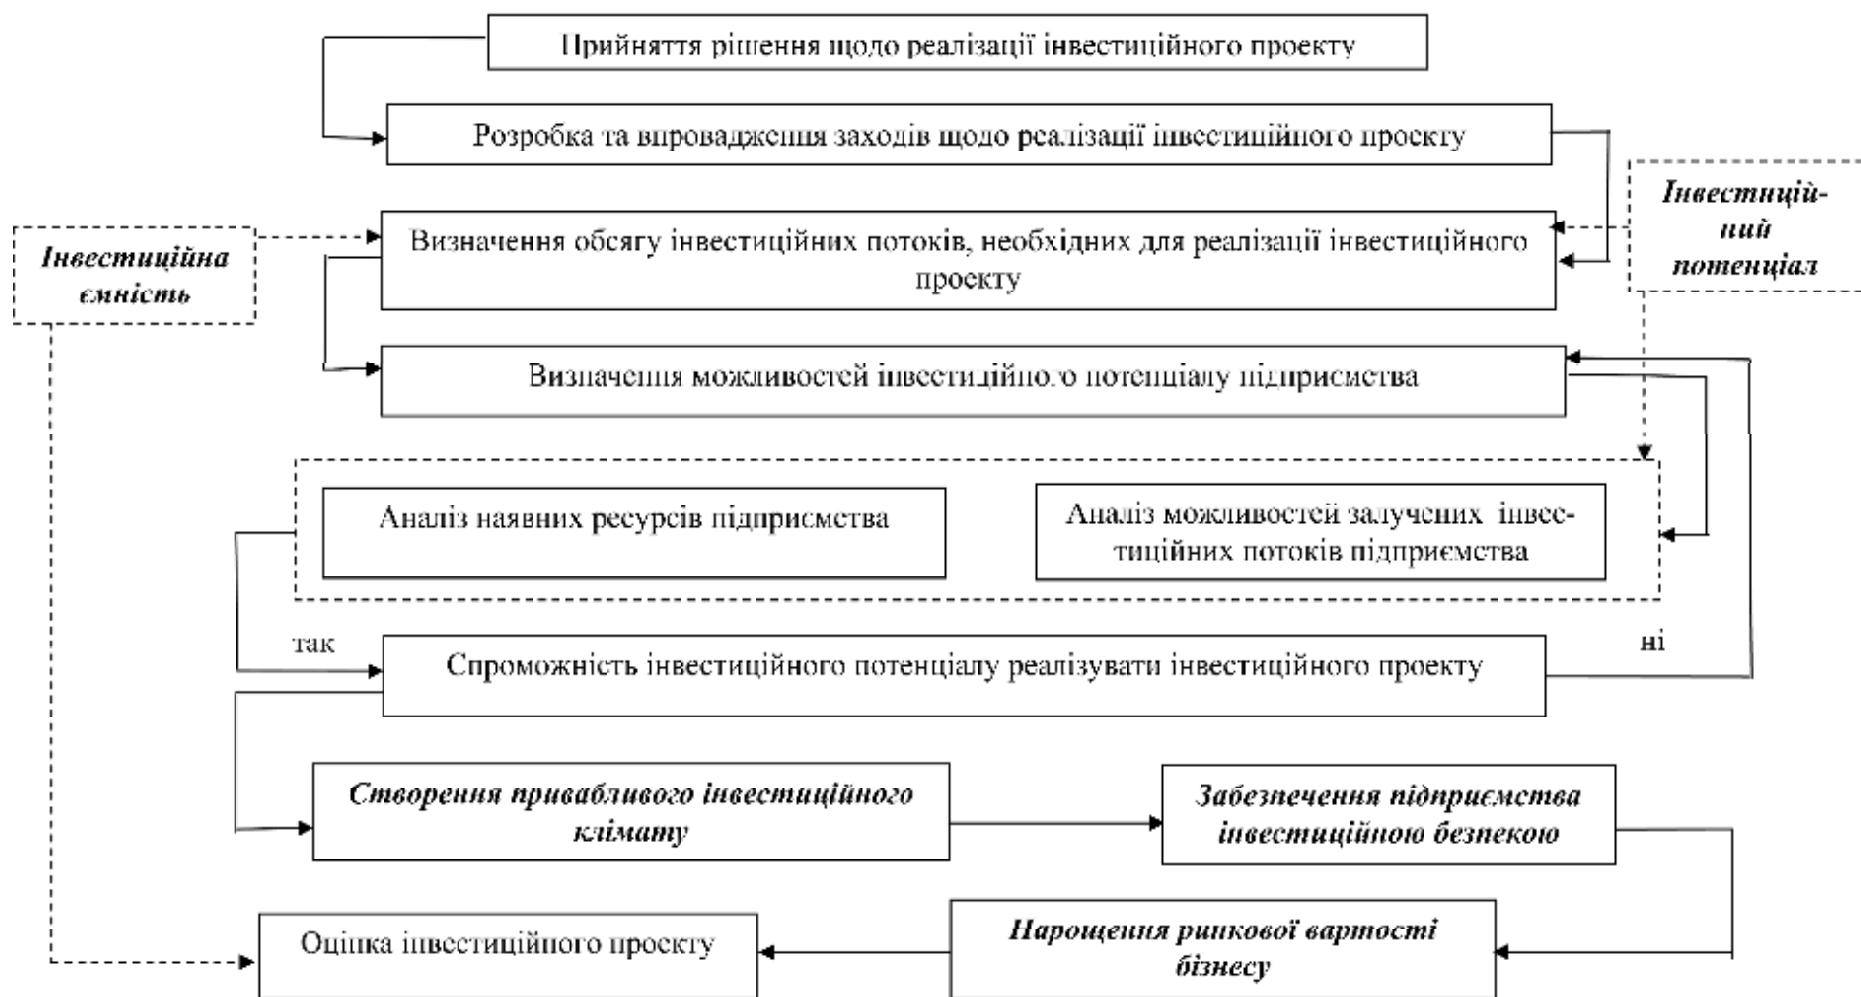 Прийняття рішення щодо реалізації інвестиційного проекту
Розробка та впровадження заходів щодо реалізації інвестиційного проекту
Інвестицій-
ний
потенціал
Визначення обсягу інвестиційних потоків, необхідних для реалізації інвестиційного
проекту
Інвестиційна
ємність
Визначення можливостей інвестиційного потенціалу підприємства
Аналіз наявних ресурсів підприємства
Аналіз можливостей залучених інвес-
тиційних потоків підприємства
так
ні
Спроможність інвестиційного потенціалу реалізувати інвестиційного проекту
Створення привабливого інвестиційного
клімату
Забезпечення підприємства
інвестиційною безпекою
Нарощення ринкової вартості
бізнесу
Оцінка інвестиційного проекту